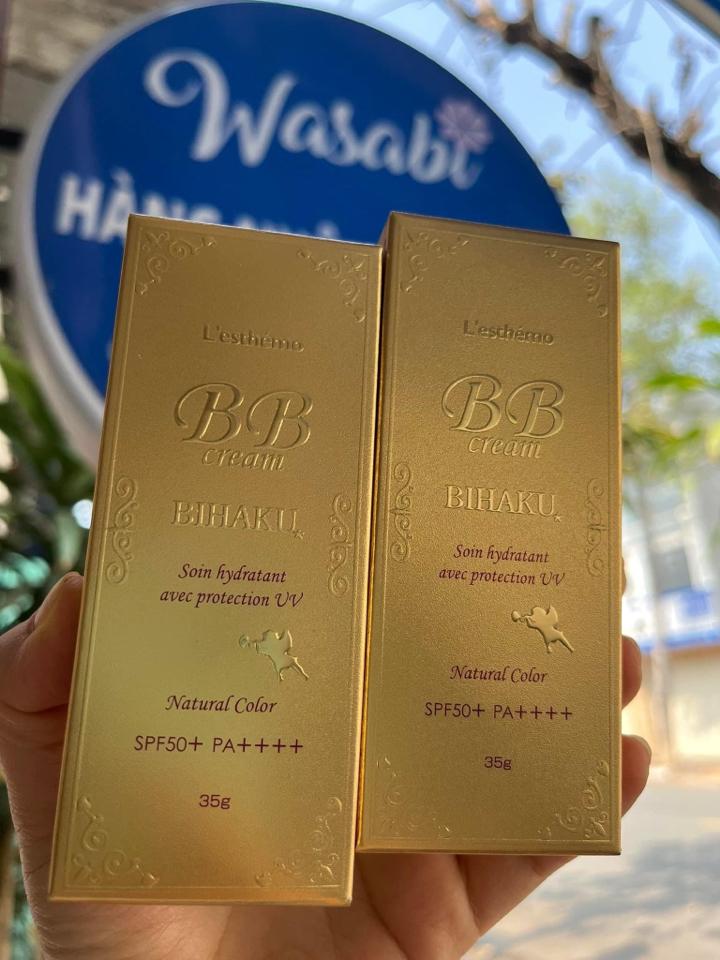 Wasabi
HÀNG
L'esthémo
BB
cream
BIHAKU
Soin hydratant
avec protection UV
Natural Color
SPF50+ PA++++
35g
L'esthémo
BB
cream
BIHAKU
Soin hydratant
avec protection UV
Natural Color
SPF50+ PA++++
35g